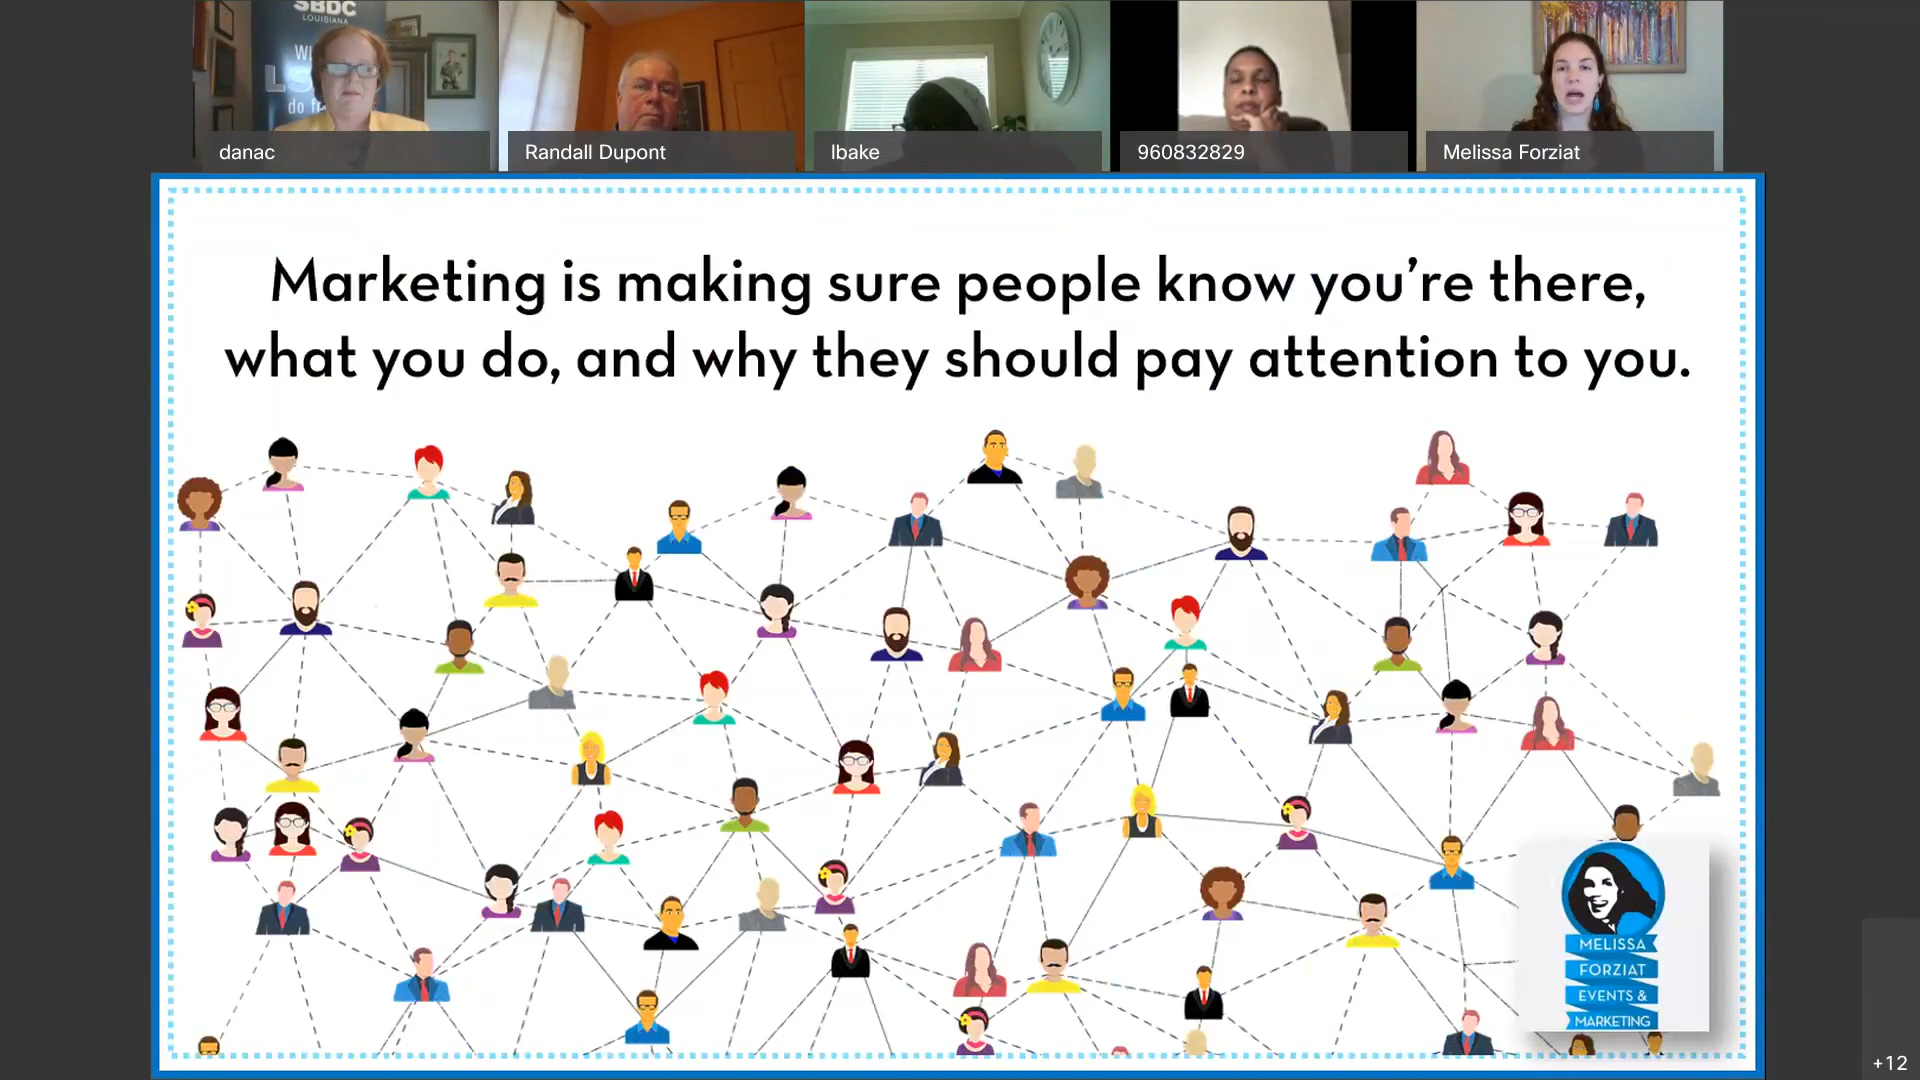 SBDC
LOUISIANA
danac
Randall Dupont
lbake
960832829
Melissa Forziat
Marketing is making sure people know you're there,
what you do, and why they should pay attention to you.
MELISSA
FORZIAT
EVENTS &
MARKETING
+12